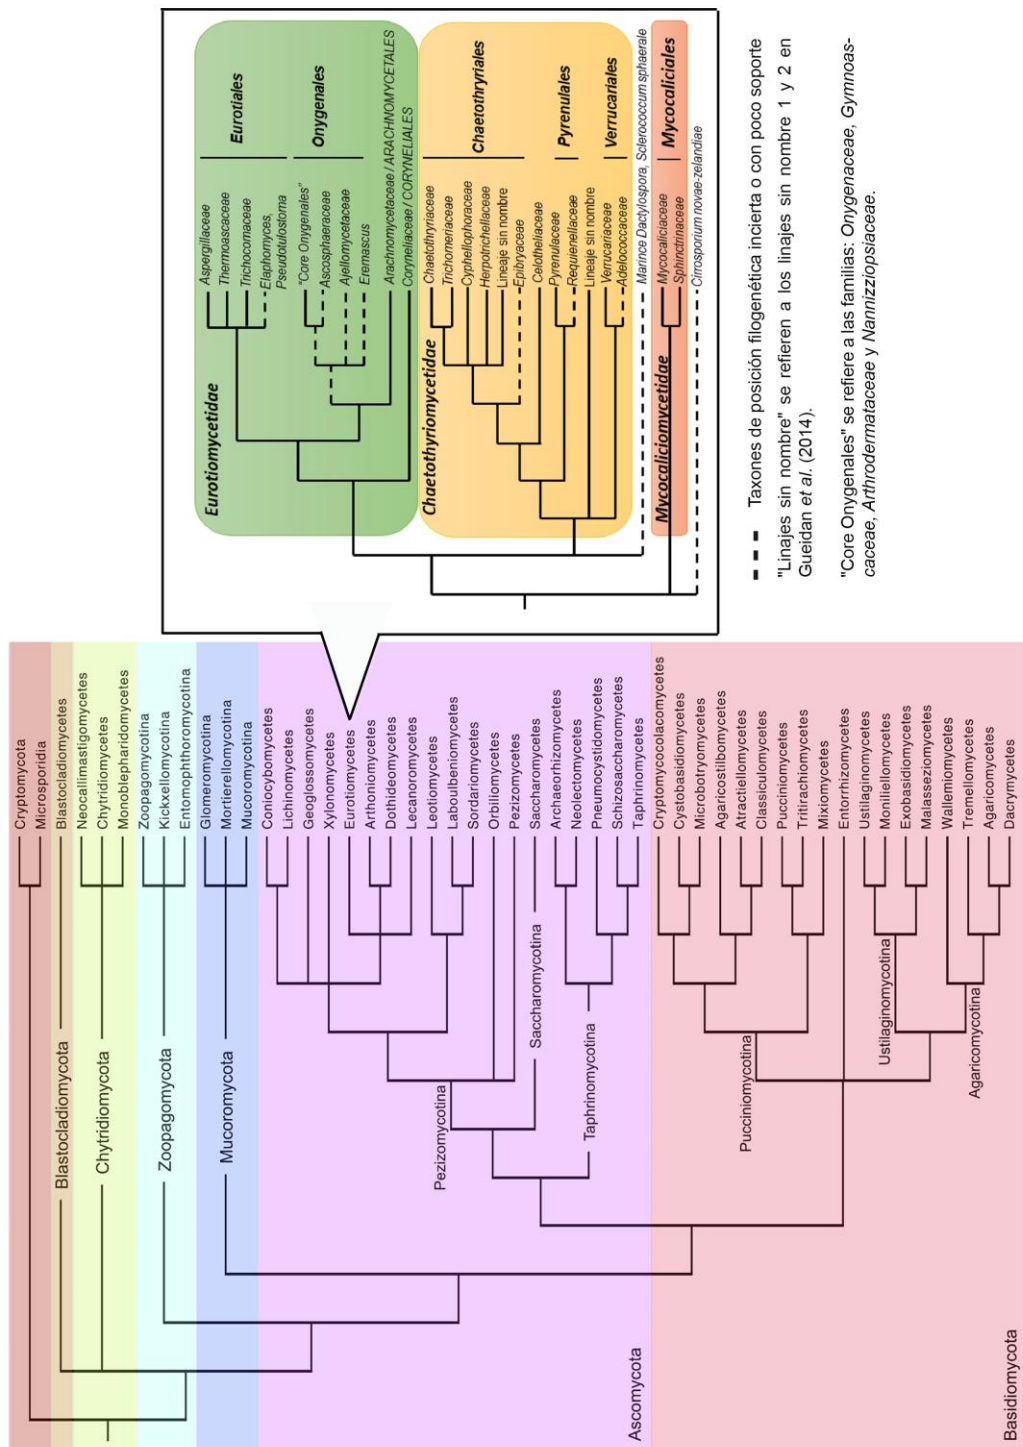 Cryptomycota
Microsporidia
Blastocladiomycetes
Blastocladiomycota
Neocallimastigomycetes
Chytridiomycetes
Monoblepharidomycetes
Chytridiomycota
Zoopagomycotina
Kickxellomycotina
Entomophthoromycotina
Zoopagomycota
Glomeromycotina
Mortierellomycotina
Mucoromycotina
Mucoromycota
Coniocybomycetes
Lichinomycetes
Geoglossomycetes
Xylonomycetes
Eurotiomycetes
Arthoniomycetes
Dothideomycetes
Lecanoromycetes
Leotiomycetes
Laboulbeniomycetes
Sordariomycetes
Orbiliomycetes
Pezizomycetes
Pezizomycotina
Saccharomycetes
Saccharomycotina
Archaeorhizomycetes
Neolectomycetes
Pneumocystidomycetes
Schizosaccharomycetes
Taphrinomycetes
Taphrinomycotina
Ascomycota
Cryptomycocolacomycetes
Cystobasidiomycetes
Microbotryomycetes
Agaricostilbomycetes
Atractiellomycetes
Classiculomycetes
Pucciniomycetes
Tritirachiomycetes
Mixiomycetes
Pucciniomycotina
Entorrhizomycetes
Ustilaginomycetes
Moniliellomycetes
Exobasidiomycetes
Malasseziomycetes
Ustilaginomycotina
Wallemiomycetes
Tremellomycetes
Agaricomycetes
Dacrymycetes
Agaricomycotina
Basidiomycota
Eurotiomycetidae
Aspergillaceae
Thermoascaceae
Trichocomaceae
Elaphomyces,
Pseudotulostoma
Eurotiales
"Core Onygenales"
Ascosphaeraceae
Ajellomycetaceae
Eremascus
Onygenales
Arachnomycetaceae / ARACHNOMYCETALES
Coryneliaceae / CORYNELIALES
Chaetothyriomycetidae
Chaetothyriaceae
Trichomeriaceae
Cyphellophoraceae
Herpotrichellaceae
Lineaje sin nombre
Epibryaceae
Chaetothryriales
Celotheliaceae
Pyrenulaceae
Requienellaceae
Pyrenulales
Lineaje sin nombre
Verrucariaceae
Adelococcaceae
Verrucariales
Marince Dactylospora, Sclerococcum sphaerale
Mycocaliciomycetidae
Mycocaliciaceae
Sphinctrinaceae
Mycocaliciales
Cirrosporium novae-zelandiae
Taxones de posición filogenética incierta o con poco soporte
"Linajes sin nombre" se refieren a los linajes sin nombre 1 y 2 en
Gueidan et al. (2014).
"Core Onygenales" se refiere a las familias: Onygenaceae, Gymnoas-
caceae, Arthrodermataceae y Nannizziopsiaceae.